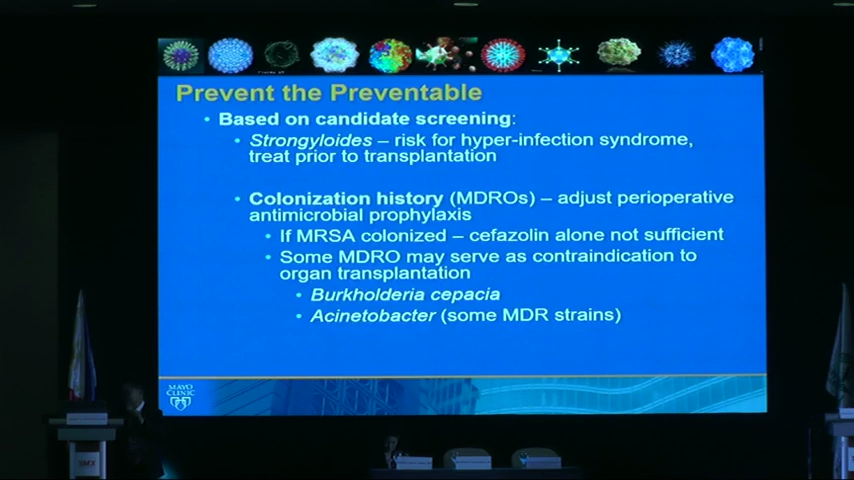 Prevent the Preventable
• Based on candidate screening:
• Strongyloides – risk for hyper-infection syndrome,
treat prior to transplantation
• Colonization history (MDROs) – adjust perioperative
antimicrobial prophylaxis
• If MRSA colonized – cefazolin alone not sufficient
• Some MDRO may serve as contraindication to
organ transplantation
• Burkholderia cepacia
• Acinetobacter (some MDR strains)
MAYO
CLINIC
SMX